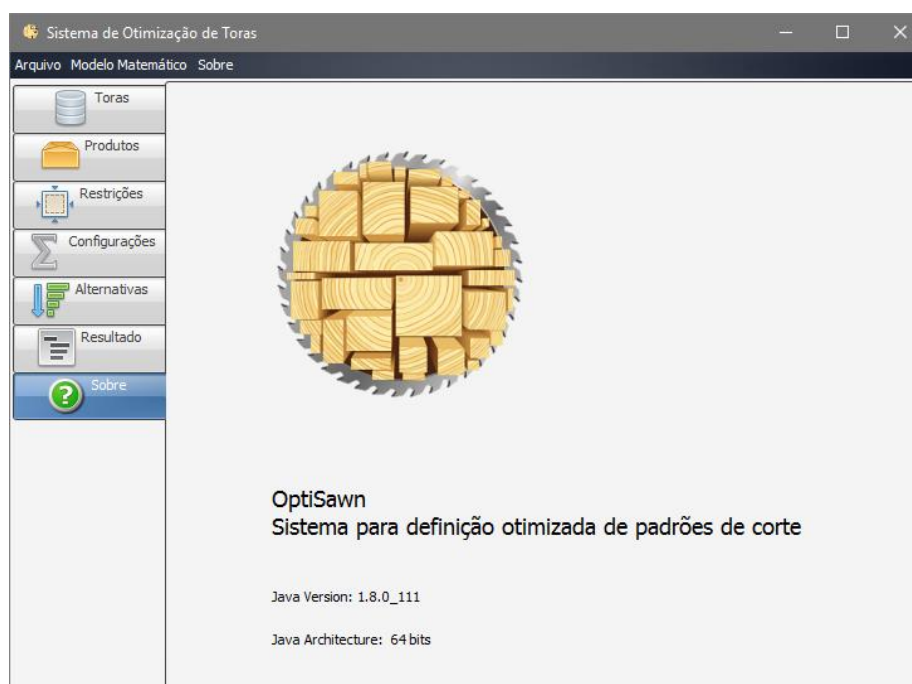 Sistema de Otimização de Toras
Arquivo Modelo Matemático Sobre
Toras
Produtos
Restrições
Configurações
Alternativas
Resultado
Sobre
OptiSawn
Sistema para definição otimizada de padrões de corte
Java Version: 1.8.0_111
Java Architecture: 64 bits